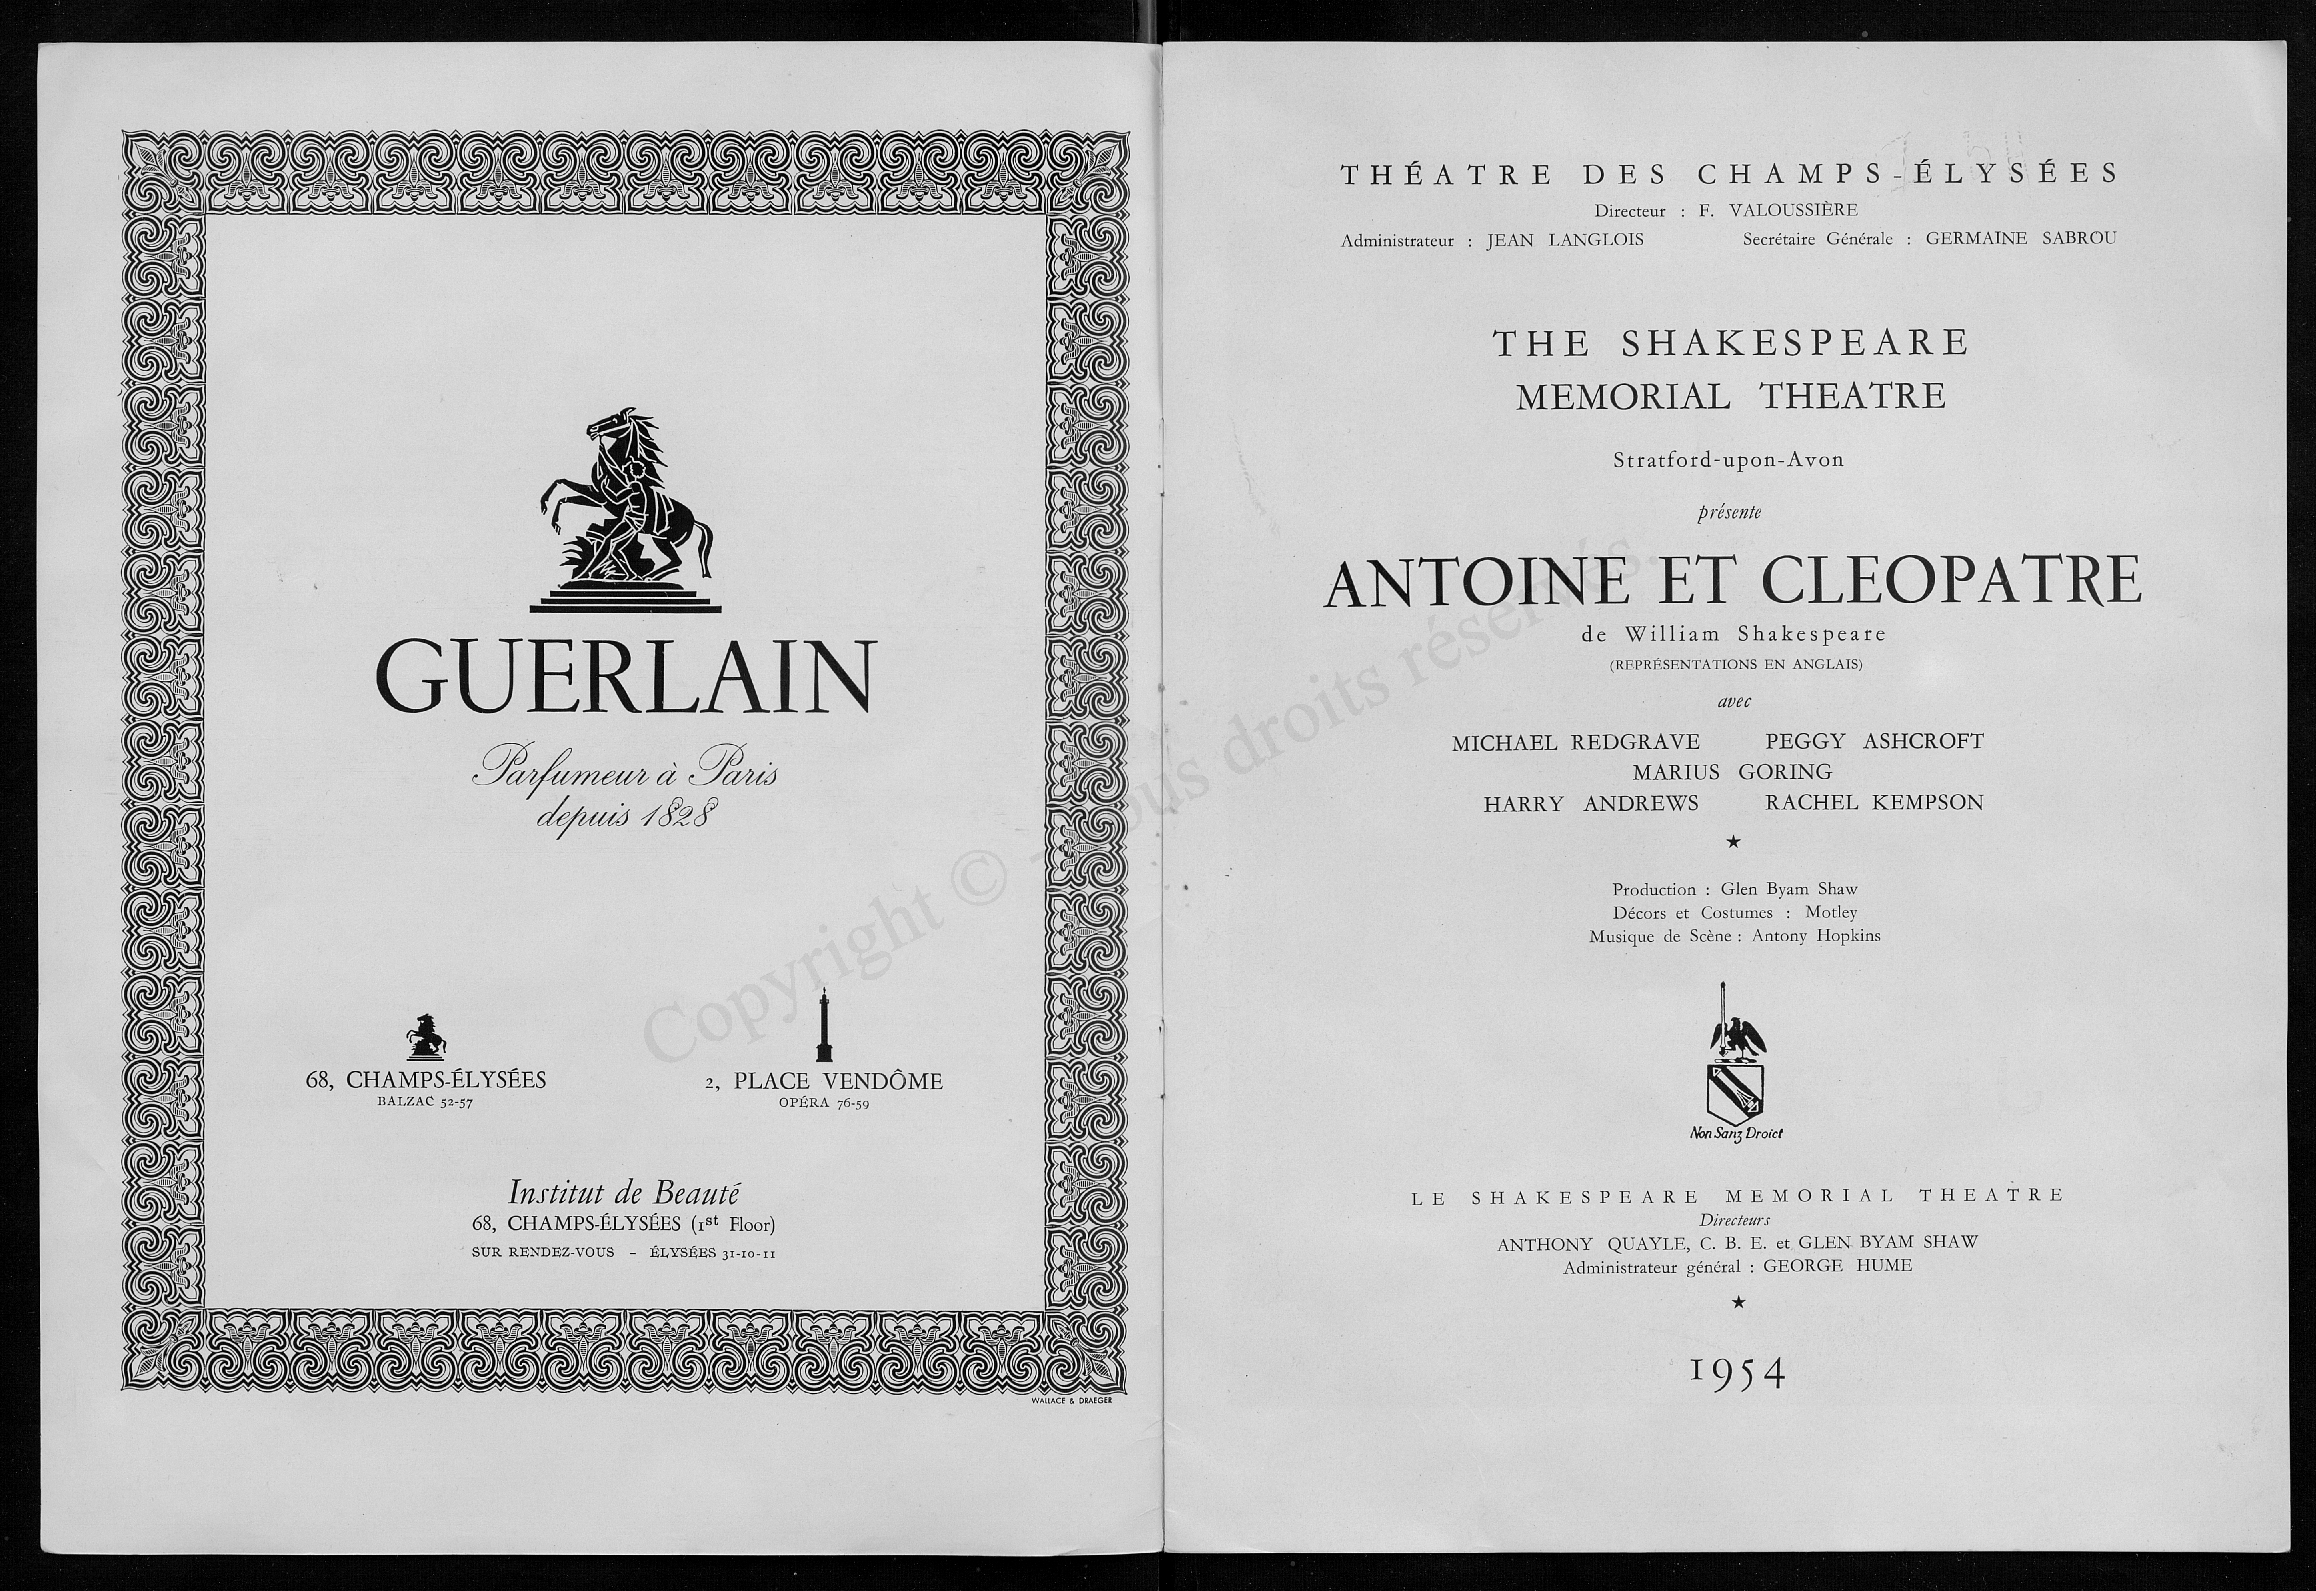 GUERLAIN
Parfumeur à Paris
depuis 1828
68, CHAMPS-ÉLYSÉES
BALZAC 52-57
2, PLACE VENDÔME
OPÉRA 76-59
Institut de Beauté
68, CHAMPS-ÉLYSÉES (1st Floor)
SUR RENDEZ-VOUS – ÉLYSÉES 31-10-11
WALLACE & DRAEGER
THÉATRE DES CHAMPS-ÉLYSÉES
Directeur : F. VALOUSSIÈRE
Administrateur : JEAN LANGLOIS Secrétaire Générale : GERMAINE SABROU
THE SHAKESPEARE
MEMORIAL THEATRE
Stratford-upon-Avon
présente
ANTOINE ET CLEOPATRE
de William Shakespeare
(REPRÉSENTATIONS EN ANGLAIS)
avec
MICHAEL REDGRAVE PEGGY ASHCROFT
MARIUS GORING
HARRY ANDREWS RACHEL KEMPSON
★
Production : Glen Byam Shaw
Décors et Costumes : Motley
Musique de Scène : Antony Hopkins
Non Sanz Droict
LE SHAKESPEARE MEMORIAL THEATRE
Directeurs
ANTHONY QUAYLE, C. B. E. et GLEN BYAM SHAW
Administrateur général : GEORGE HUME
★
1954
Copyright © - Tous droits réservés.